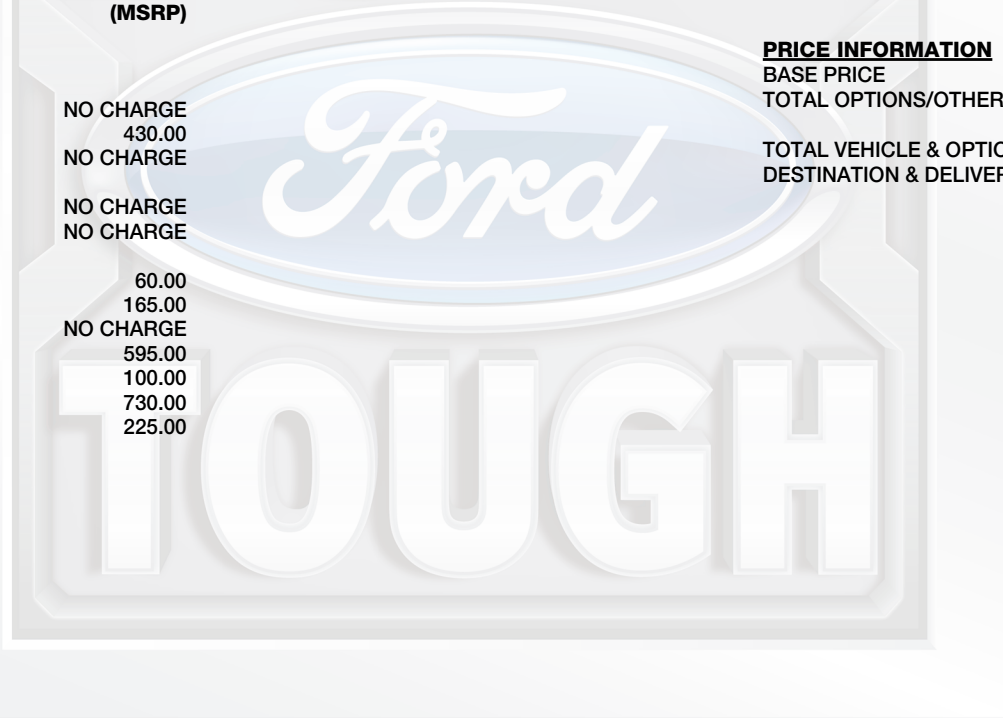 (MSRP)
NO CHARGE
430.00
NO CHARGE
NO CHARGE
NO CHARGE
60.00
165.00
NO CHARGE
595.00
100.00
730.00
225.00
PRICE INFORMATION
BASE PRICE
TOTAL OPTIONS/OTHER
TOTAL VEHICLE & OPTIO
DESTINATION & DELIVER
Ford
TOUGH